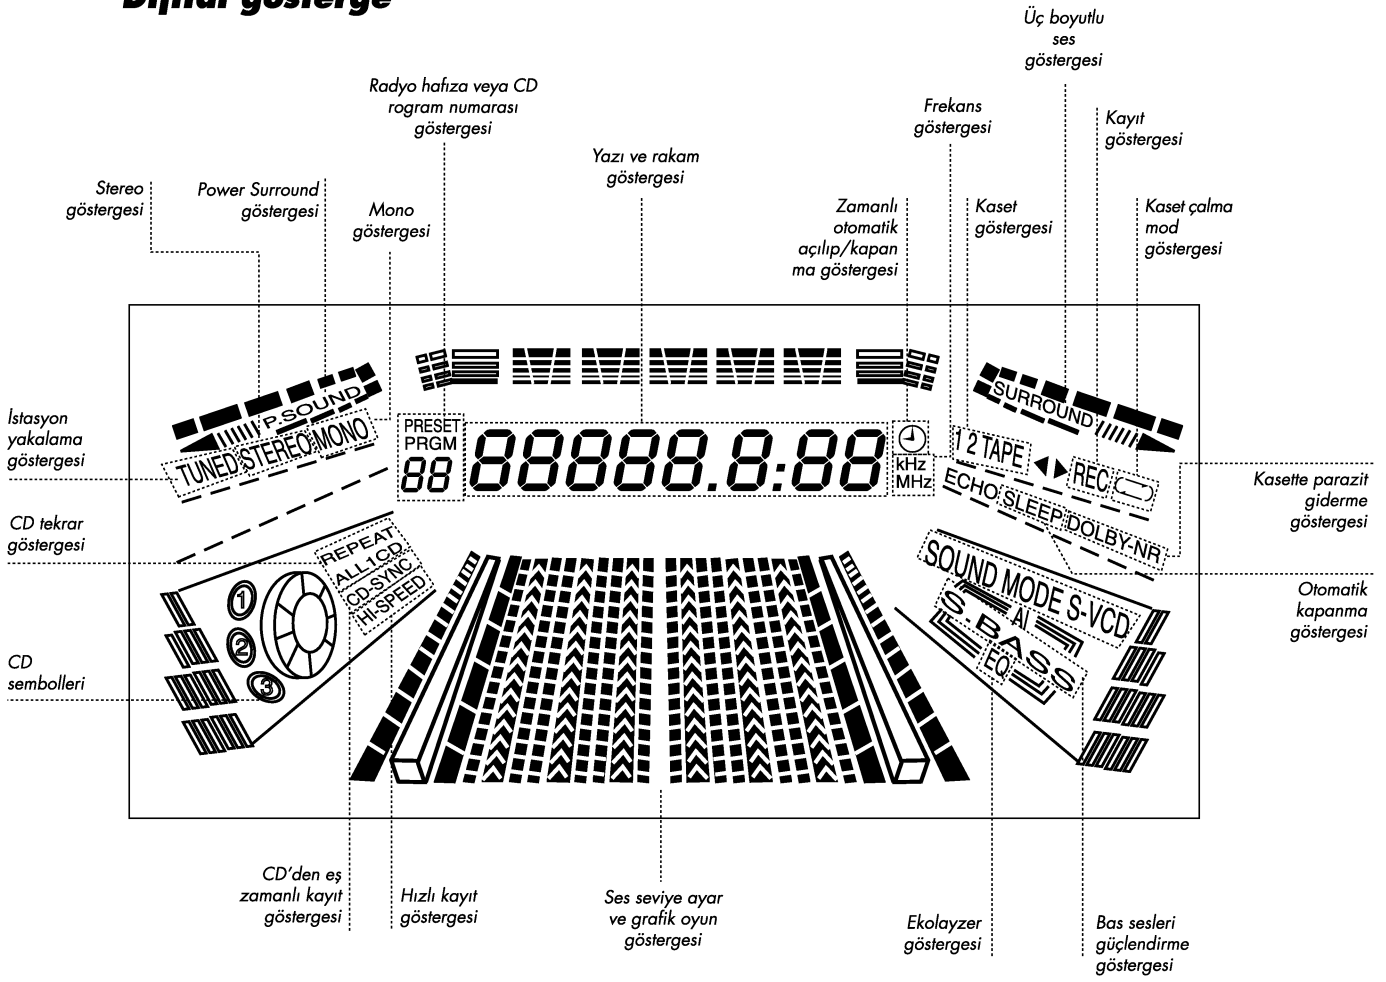 Dijital gösterge
Üç boyutlu
ses
göstergesi
Radyo hafıza veya CD
rogram numarası
göstergesi
Frekans
göstergesi
Kayıt
göstergesi
Yazı ve rakam
göstergesi
Stereo
göstergesi
Power Surround
göstergesi
Mono
göstergesi
Zamanlı
otomatik
açılıp/kapan
ma göstergesi
Kaset
göstergesi
Kaset çalma
mod
göstergesi
İstasyon
yakalama
göstergesi
P.SOUND
TUNED STEREO MONO
PRESET
PRGM
88
88888.8:88
kHz
MHz
SURROUND
1 2 TAPE
REC
ECHO SLEEP DOLBY-NR
Kasette parazit
giderme
göstergesi
CD tekrar
göstergesi
REPEAT
ALL 1 CD
CD-SYNC
HI-SPEED
1
2
3
SOUND MODE S-VCD
AI
S.BASS
EQ
Otomatik
kapanma
göstergesi
CD
sembolleri
CD'den eş
zamanlı kayıt
göstergesi
Hızlı kayıt
göstergesi
Ses seviye ayar
ve grafik oyun
göstergesi
Ekolayzer
göstergesi
Bas sesleri
güçlendirme
göstergesi